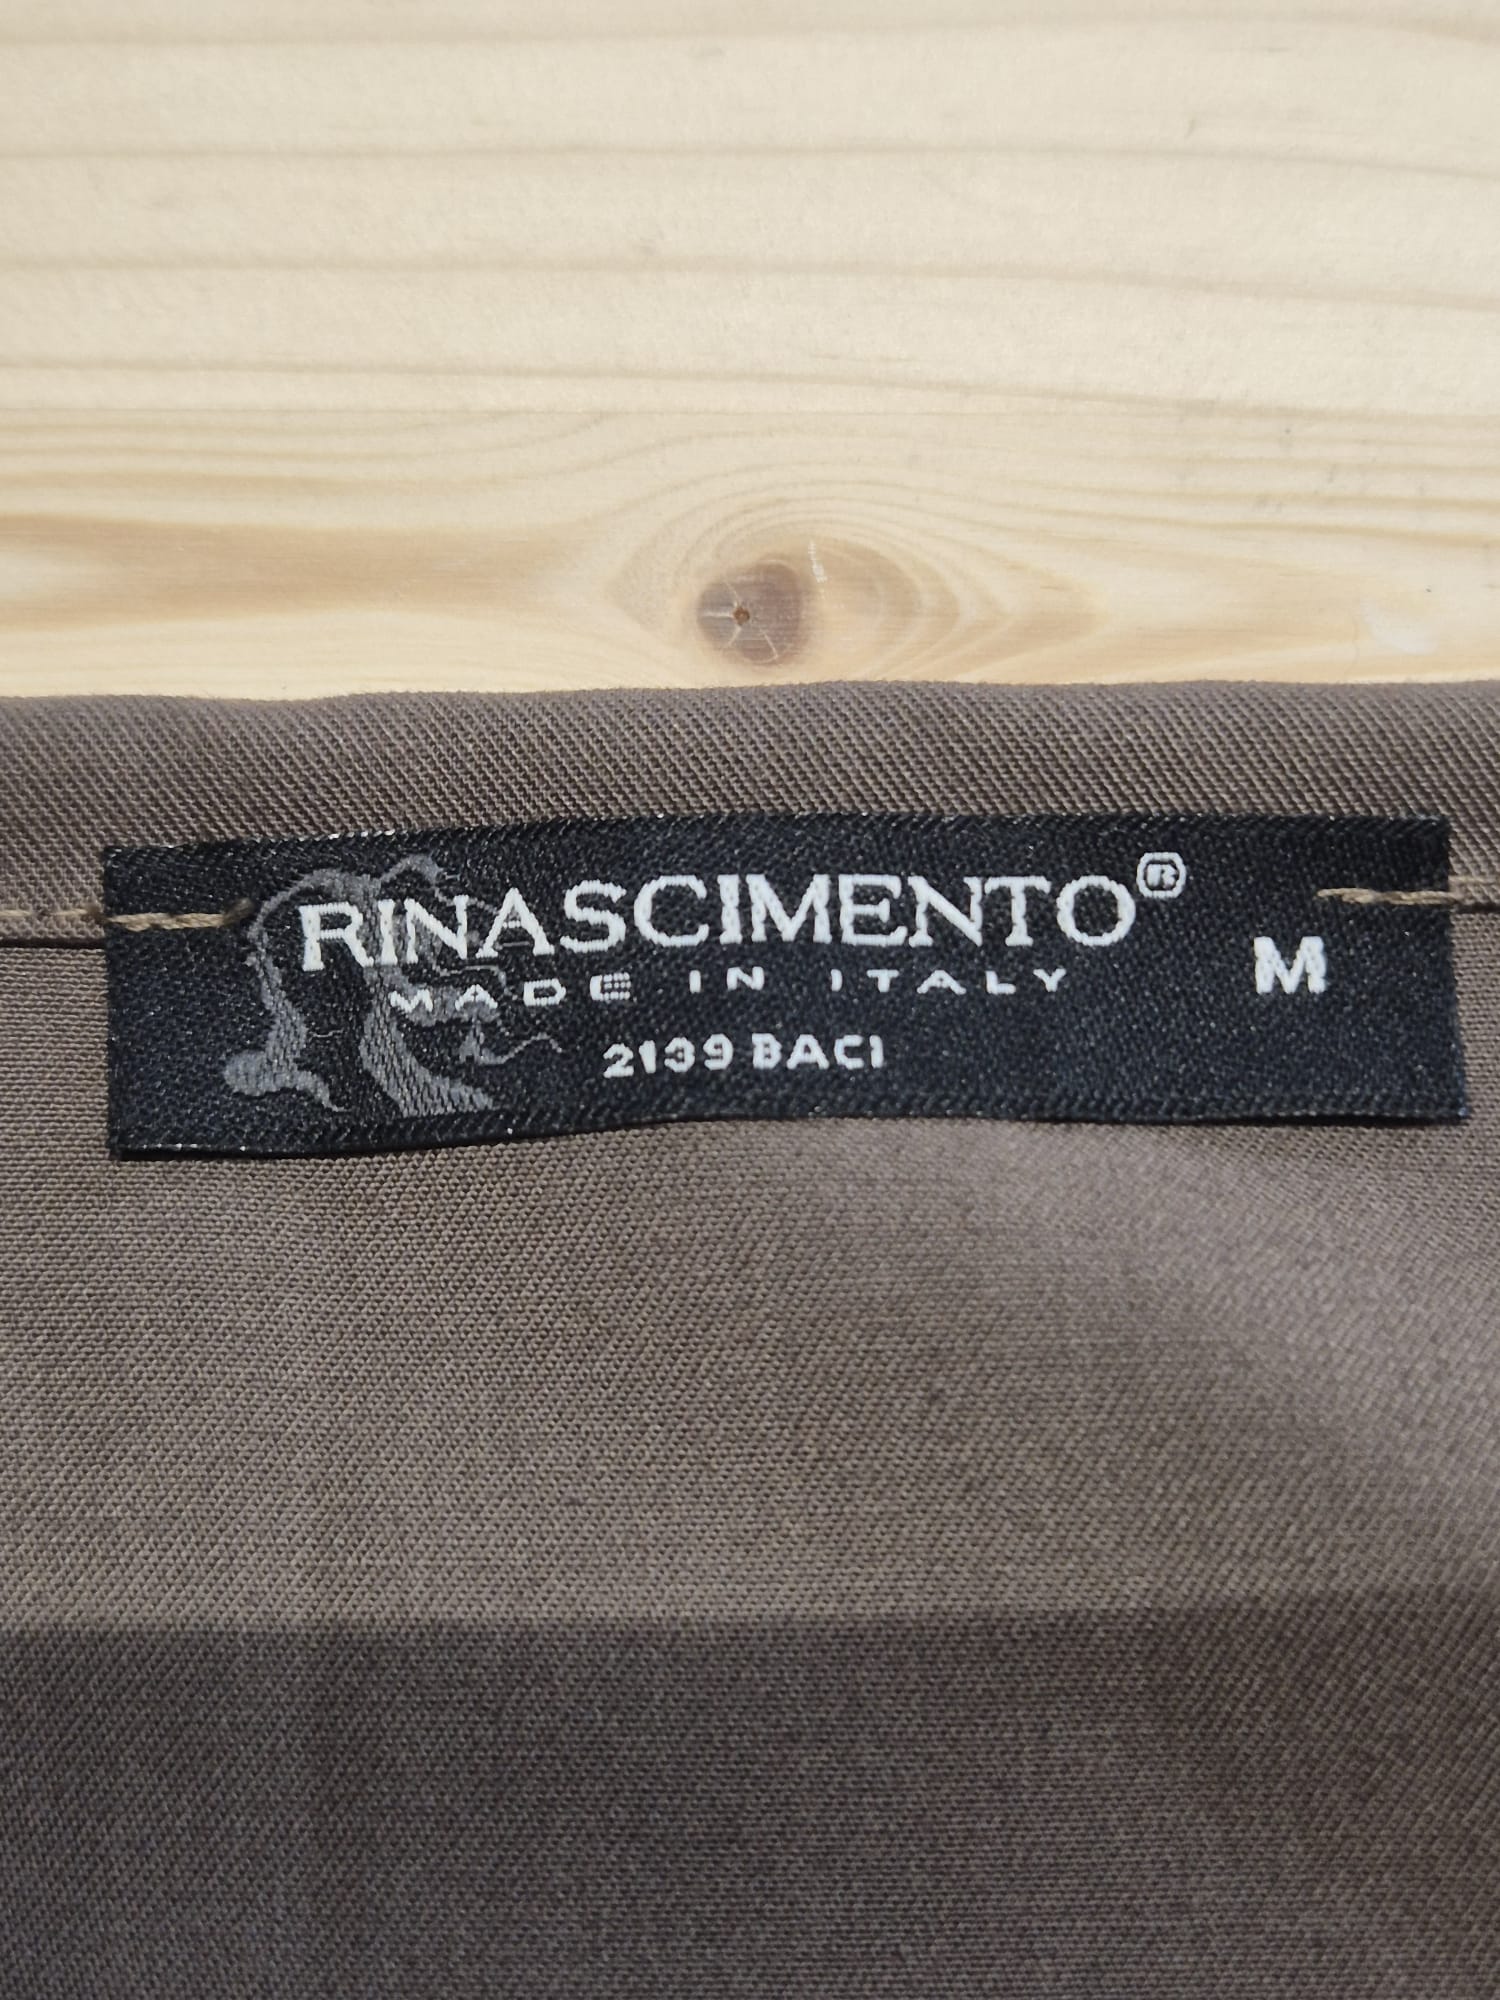 RINASCIMENTO®
MADE IN ITALY
M
2139 BACI